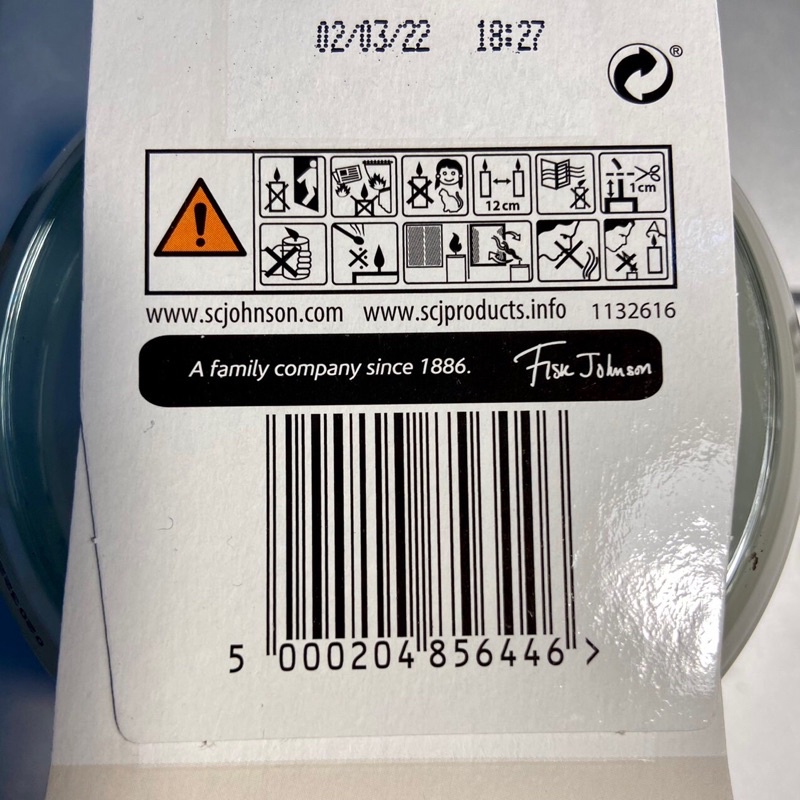 02/03/22 18:27
®
12cm
1cm
www.scjohnson.com www.scjproducts.info 1132616
A family company since 1886. Fisk Johnson
5 000204 856446 >